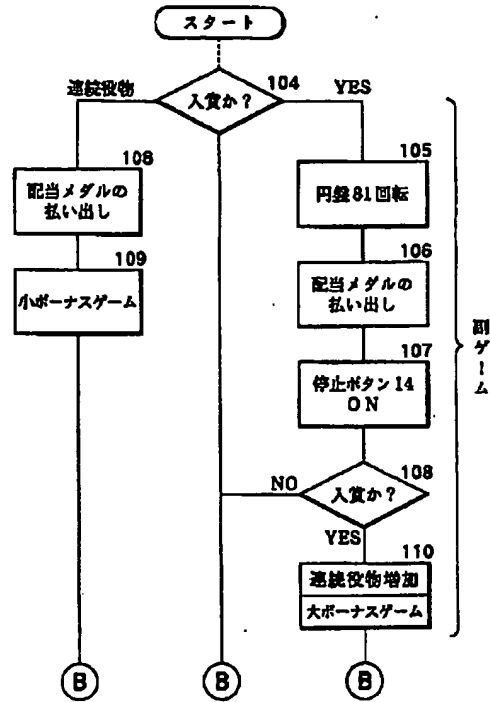 スタート
104
入賞か?
連続役物
YES
108
配当メダルの
払い出し
109
小ボーナスゲーム
105
円盤81回転
106
配当メダルの
払い出し
107
停止ボタン14
ON
108
入賞か?
NO
YES
110
連続役物増加
大ボーナスゲーム
副ゲーム
B
B
B